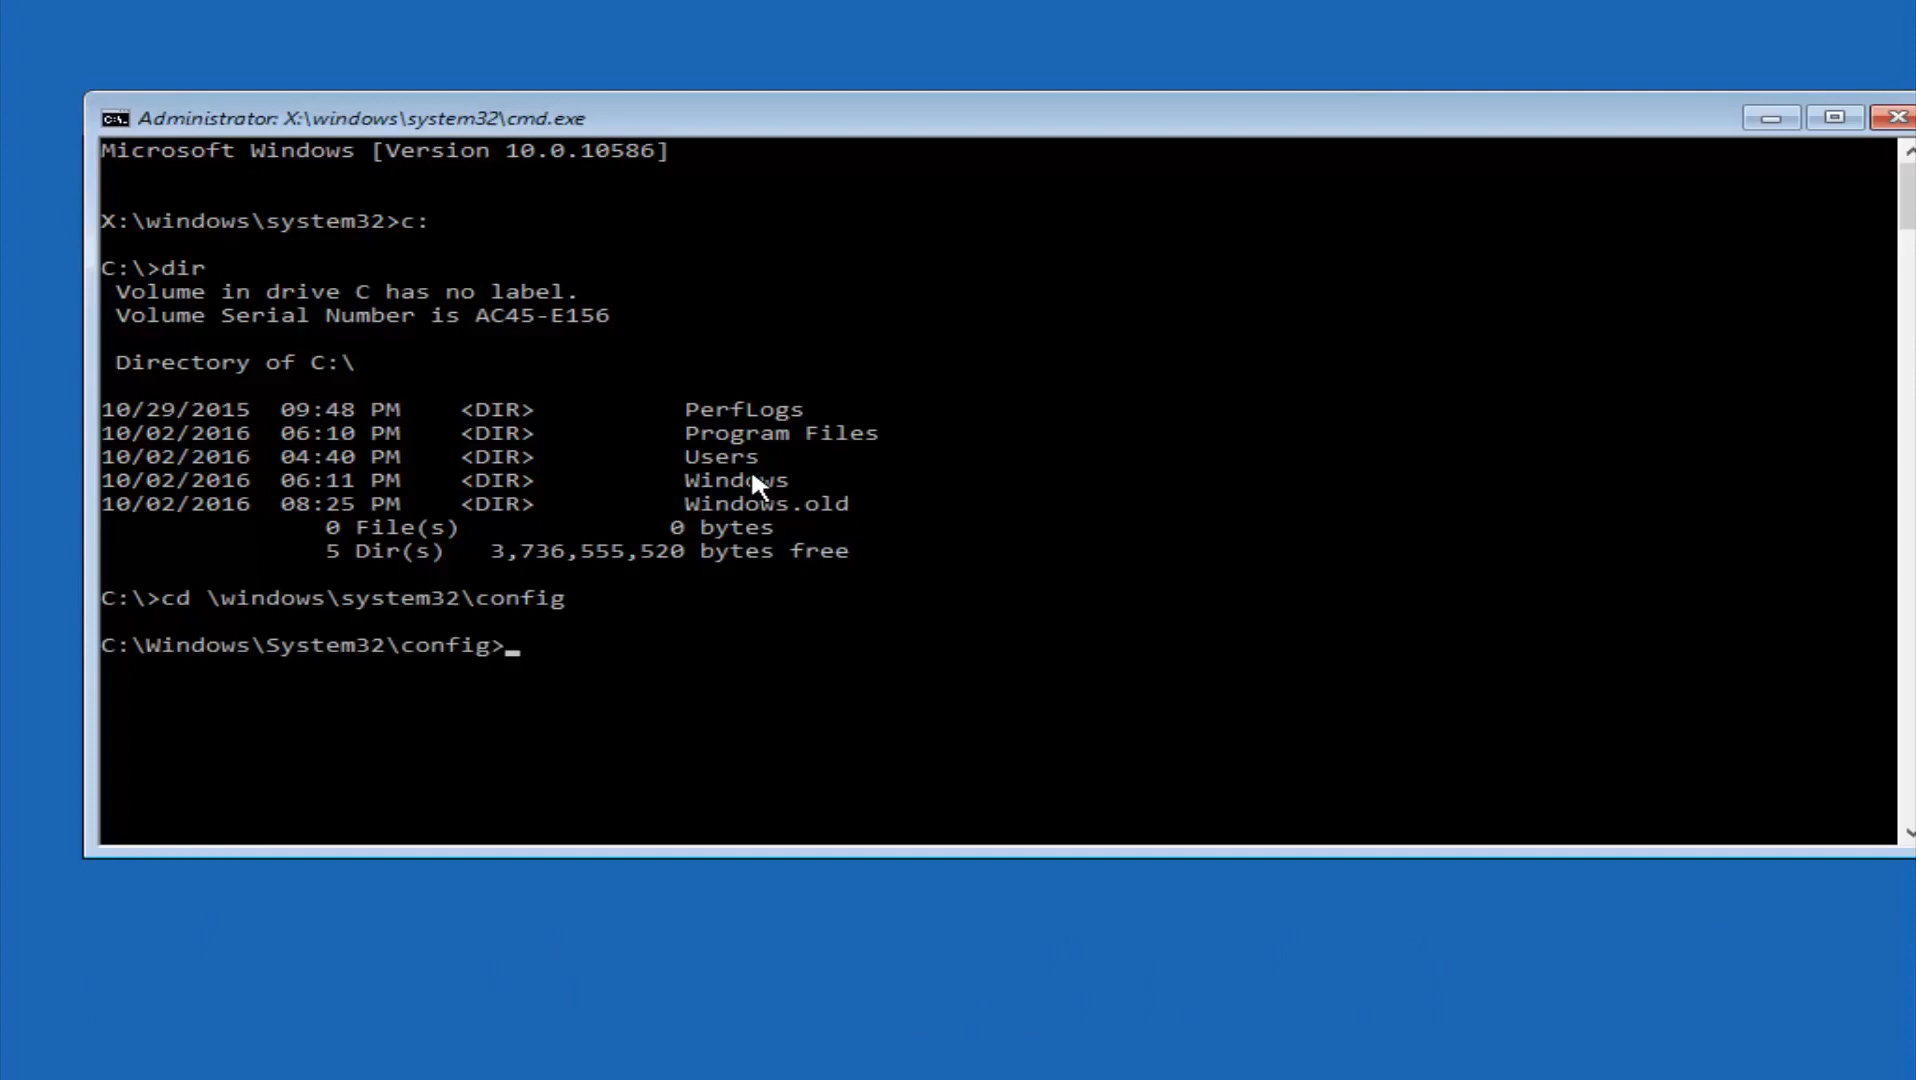 Administrator: X:\windows\system32\cmd.exe
Microsoft Windows [Version 10.0.10586]
X:\windows\system32>c:
C:\>dir
Volume in drive C has no label.
Volume Serial Number is AC45-E156
Directory of C:\
10/29/2015 09:48 PM <DIR> PerfLogs
10/02/2016 06:10 PM <DIR> Program Files
10/02/2016 04:40 PM <DIR> Users
10/02/2016 06:11 PM <DIR> Windows
10/02/2016 08:25 PM <DIR> Windows.old
0 File(s) 0 bytes
5 Dir(s) 3,736,555,520 bytes free
C:\>cd \windows\system32\config
C:\Windows\System32\config>_